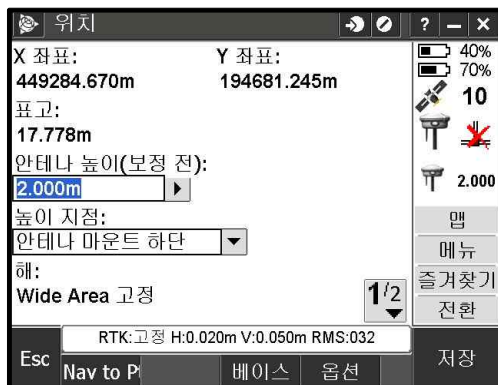 위치
? – X
X 좌표: Y 좌표:
449284.670m 194681.245m
표고:
17.778m
안테나 높이(보정 전):
2.000m
높이 지점:
안테나 마운트 하단
해:
Wide Area 고정
1/2
RTK:고정 H:0.020m V:0.050m RMS:032
Esc
Nav to P
베이스
옵션
40%
70%
10
2.000
맵
메뉴
즐겨찾기
전환
저장